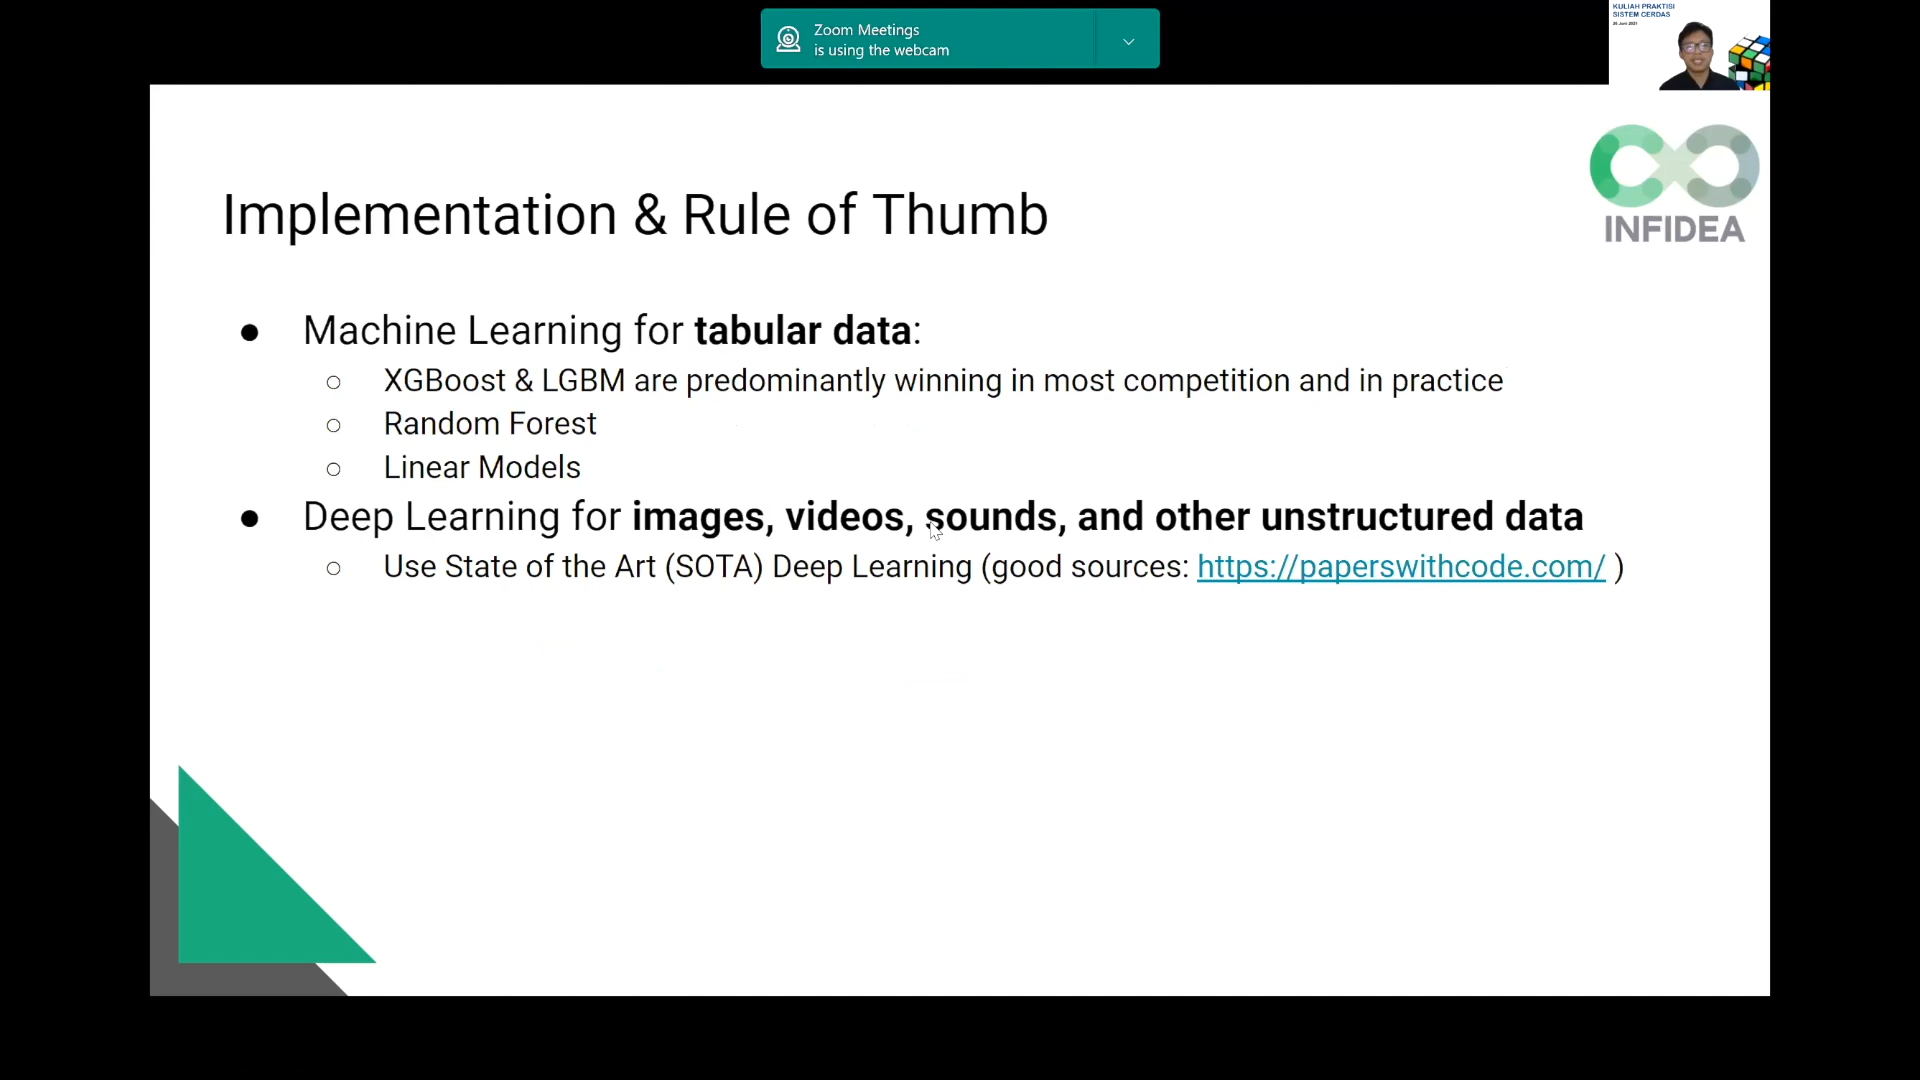 Zoom Meetings
is using the webcam
KULIAH PRAKTISI
SISTEM CERDAS
INFIDEA
Implementation & Rule of Thumb
● Machine Learning for tabular data:
○ XGBoost & LGBM are predominantly winning in most competition and in practice
○ Random Forest
○ Linear Models
● Deep Learning for images, videos, sounds, and other unstructured data
○ Use State of the Art (SOTA) Deep Learning (good sources: https://paperswithcode.com/ )